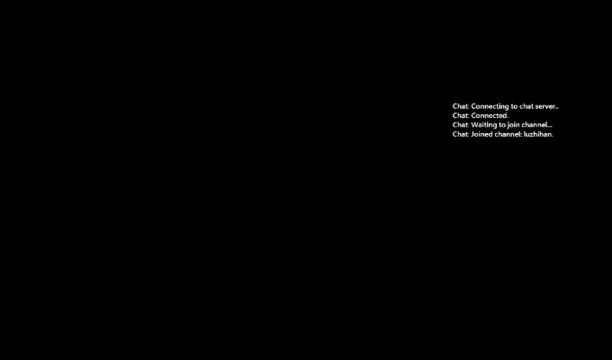 Chat: Connecting to chat server..
Chat: Connected.
Chat: Waiting to join channel...
Chat: Joined channel: luzhihan.